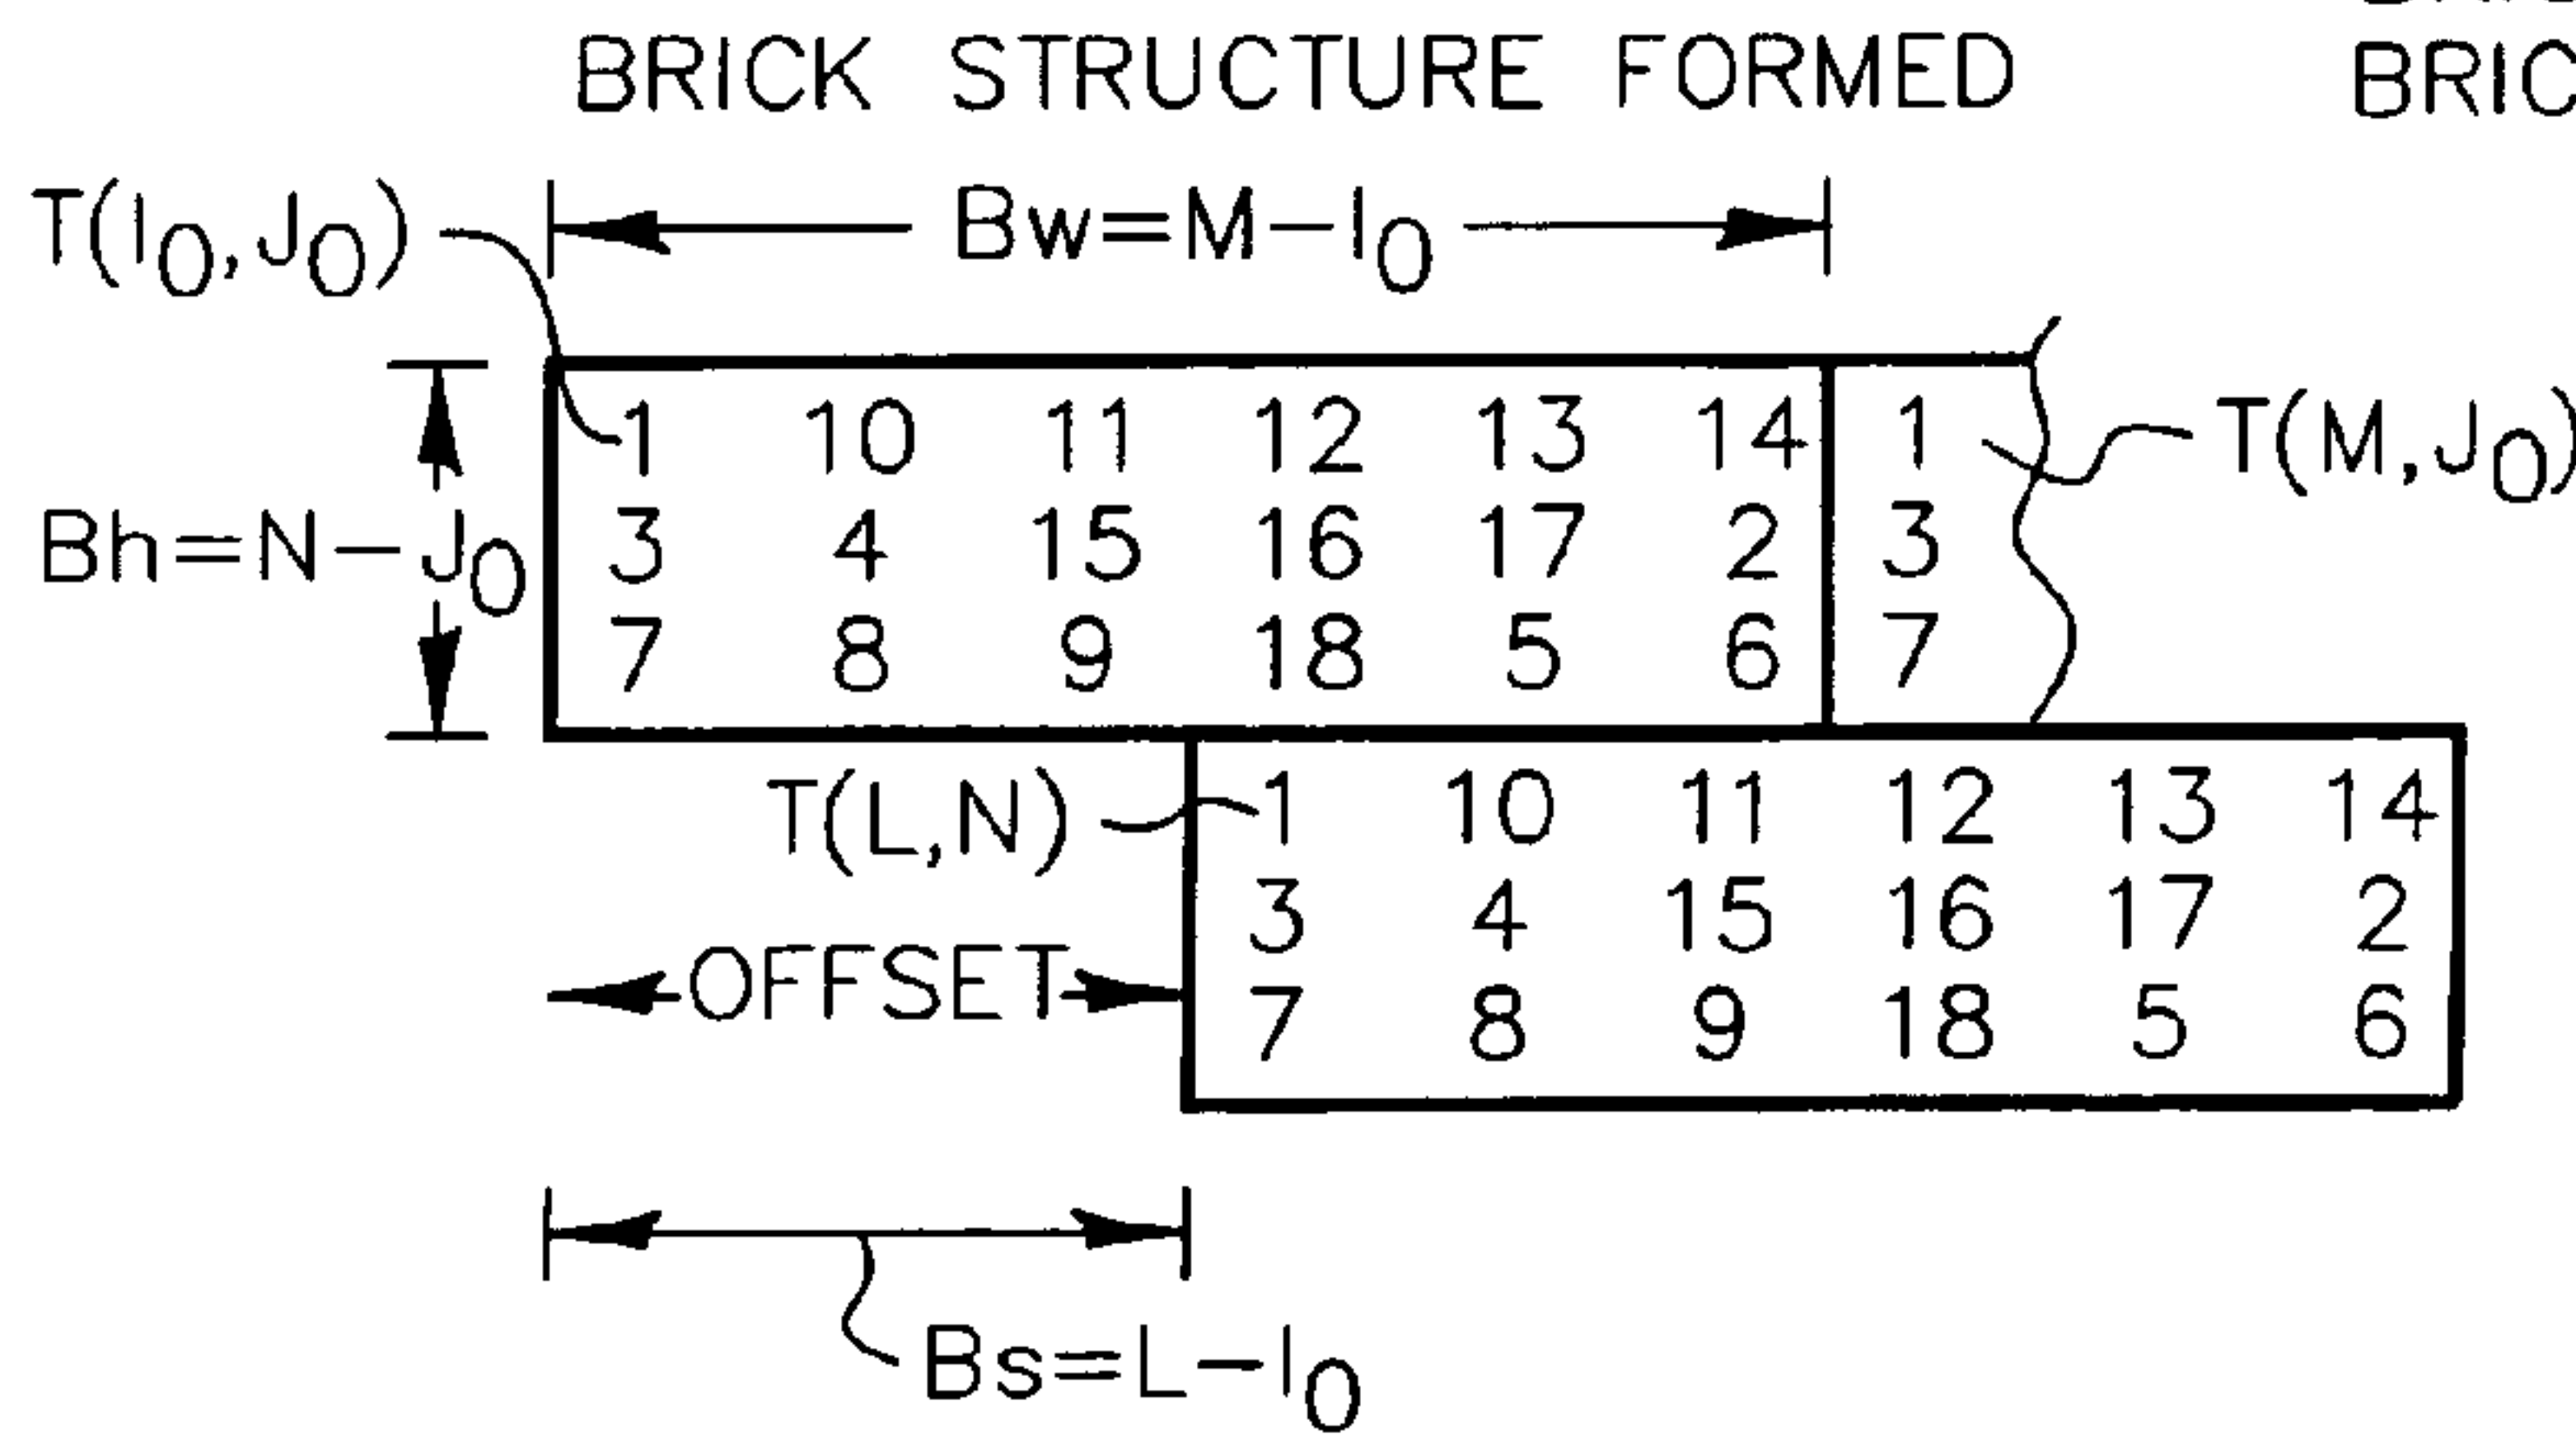 BRICK STRUCTURE FORMED
BRIC
T(I0,J0)
Bw=M-I0
1 10 11 12 13 14 1
T(M,J0)
3 4 15 16 17 2 3
Bh=N-J0
7 8 9 18 5 6 7
T(L,N)
1 10 11 12 13 14
3 4 15 16 17 2
OFFSET
7 8 9 18 5 6
Bs=L-I0